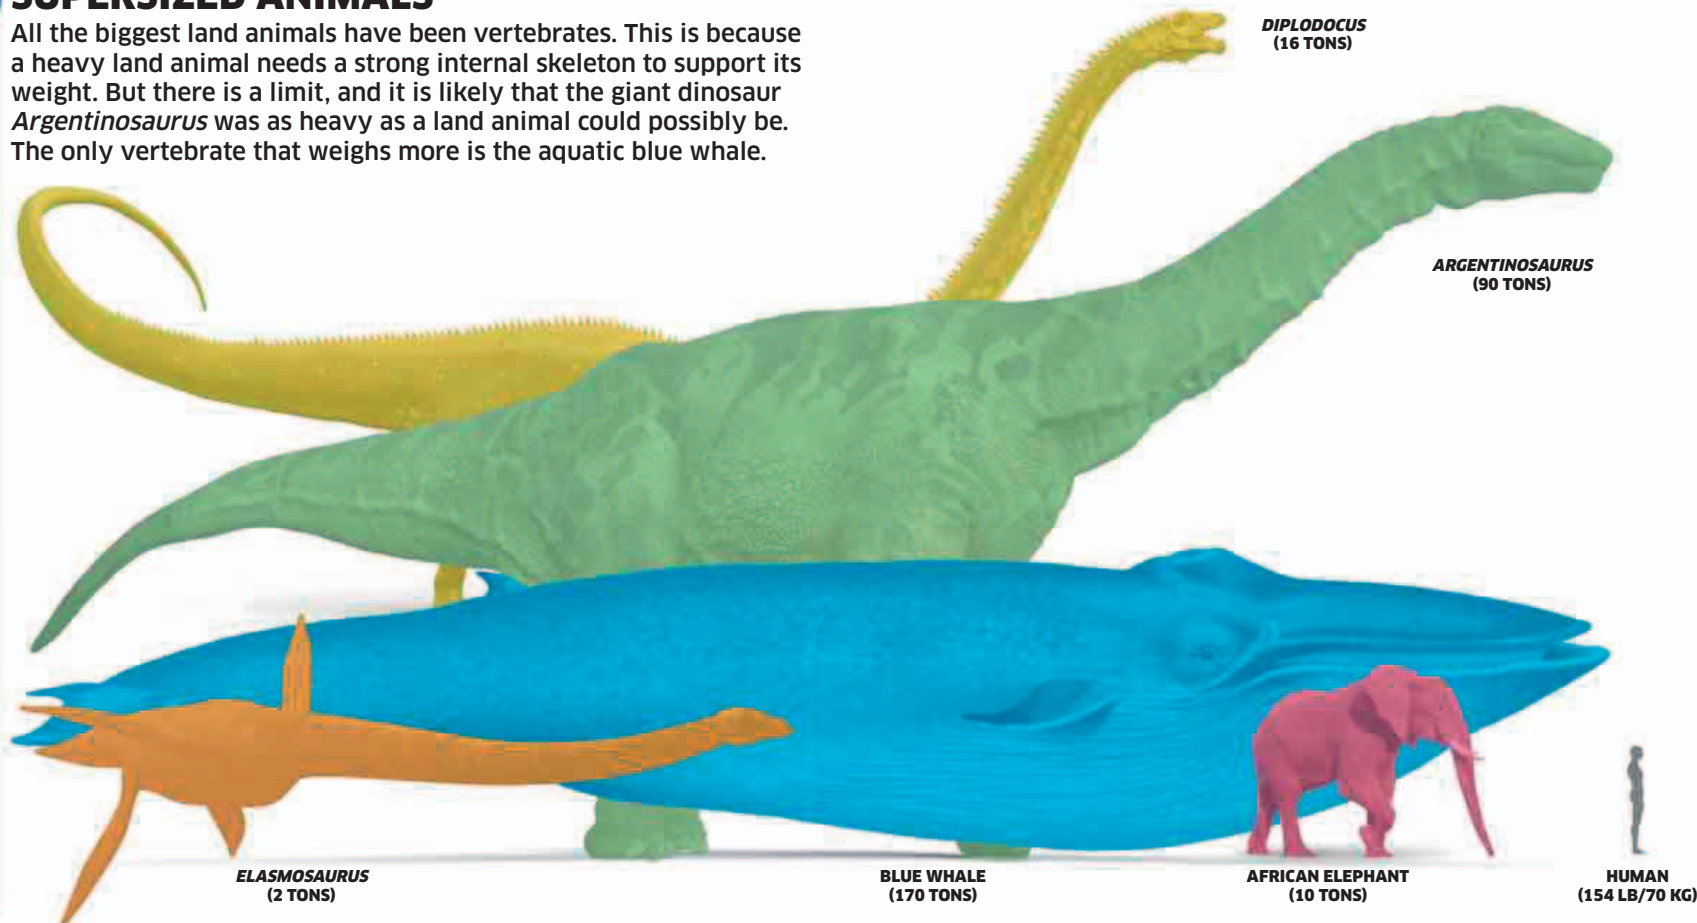 SUPERSIZED ANIMALS
All the biggest land animals have been vertebrates. This is because
a heavy land animal needs a strong internal skeleton to support its
weight. But there is a limit, and it is likely that the giant dinosaur
Argentinosaurus was as heavy as a land animal could possibly be.
The only vertebrate that weighs more is the aquatic blue whale.
DIPLODOCUS
(16 TONS)
ARGENTINOSAURUS
(90 TONS)
ELASMOSAURUS
(2 TONS)
BLUE WHALE
(170 TONS)
AFRICAN ELEPHANT
(10 TONS)
HUMAN
(154 LB/70 KG)